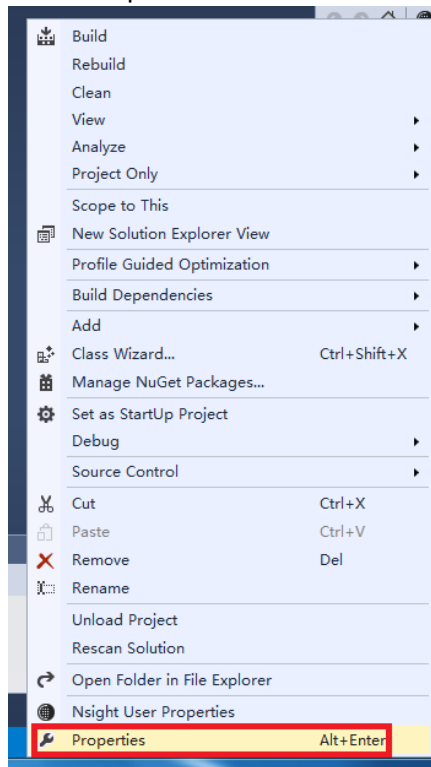 Build
Rebuild
Clean
View
Analyze
Project Only
Scope to This
New Solution Explorer View
Profile Guided Optimization
Build Dependencies
Add
Class Wizard... Ctrl+Shift+X
Manage NuGet Packages...
Set as StartUp Project
Debug
Source Control
Cut Ctrl+X
Paste Ctrl+V
Remove Del
Rename
Unload Project
Rescan Solution
Open Folder in File Explorer
Nsight User Properties
Properties Alt+Enter